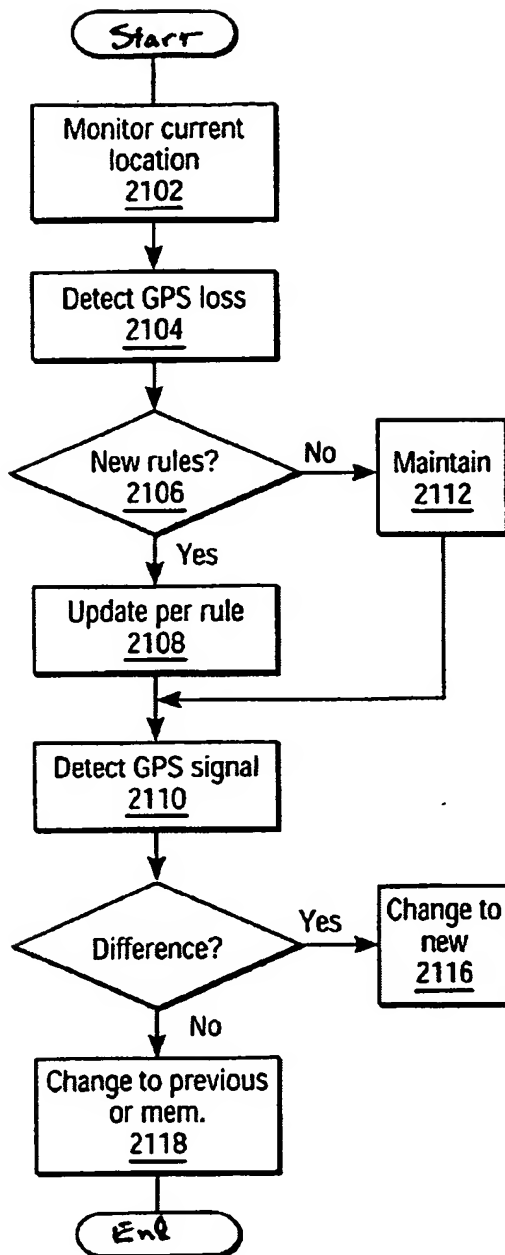 Start
Monitor current
location
2102
Detect GPS loss
2104
New rules?
2106
No
Maintain
2112
Yes
Update per rule
2108
Detect GPS signal
2110
Difference?
Yes
Change to
new
2116
No
Change to previous
or mem.
2118
End